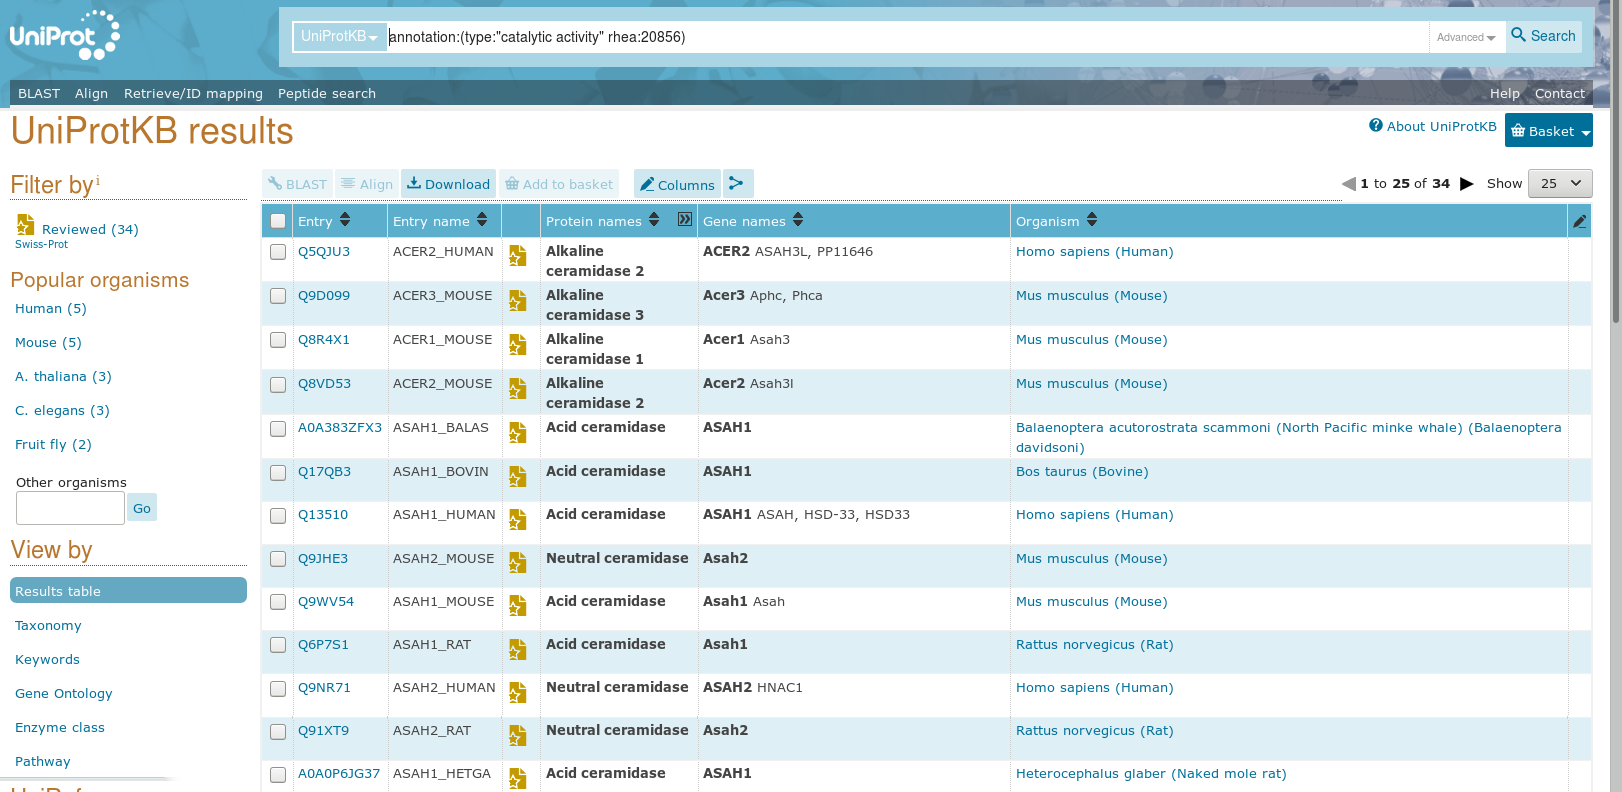 UniProt
UniProtKB
annotation:(type:"catalytic activity" rhea:20856)
Advanced
Search
BLAST Align Retrieve/ID mapping Peptide search
Help Contact
UniProtKB results
About UniProtKB
Basket
Filter by i
Reviewed (34)
Swiss-Prot
Popular organisms
Human (5)
Mouse (5)
A. thaliana (3)
C. elegans (3)
Fruit fly (2)
Other organisms
Go
View by
Results table
Taxonomy
Keywords
Gene Ontology
Enzyme class
Pathway
BLAST Align Download Add to basket Columns
1 to 25 of 34 Show 25
Entry Entry name Protein names Gene names Organism
Q5QJU3 ACER2_HUMAN Alkaline ceramidase 2 ACER2 ASAH3L, PP11646 Homo sapiens (Human)
Q9D099 ACER3_MOUSE Alkaline ceramidase 3 Acer3 Aphc, Phca Mus musculus (Mouse)
Q8R4X1 ACER1_MOUSE Alkaline ceramidase 1 Acer1 Asah3 Mus musculus (Mouse)
Q8VD53 ACER2_MOUSE Alkaline ceramidase 2 Acer2 Asah3l Mus musculus (Mouse)
A0A383ZFX3 ASAH1_BALAS Acid ceramidase ASAH1 Balaenoptera acutorostrata scammoni (North Pacific minke whale) (Balaenoptera davidsoni)
Q17QB3 ASAH1_BOVIN Acid ceramidase ASAH1 Bos taurus (Bovine)
Q13510 ASAH1_HUMAN Acid ceramidase ASAH1 ASAH, HSD-33, HSD33 Homo sapiens (Human)
Q9JHE3 ASAH2_MOUSE Neutral ceramidase Asah2 Mus musculus (Mouse)
Q9WV54 ASAH1_MOUSE Acid ceramidase Asah1 Asah Mus musculus (Mouse)
Q6P7S1 ASAH1_RAT Acid ceramidase Asah1 Rattus norvegicus (Rat)
Q9NR71 ASAH2_HUMAN Neutral ceramidase ASAH2 HNAC1 Homo sapiens (Human)
Q91XT9 ASAH2_RAT Neutral ceramidase Asah2 Rattus norvegicus (Rat)
A0A0P6JG37 ASAH1_HETGA Acid ceramidase ASAH1 Heterocephalus glaber (Naked mole rat)